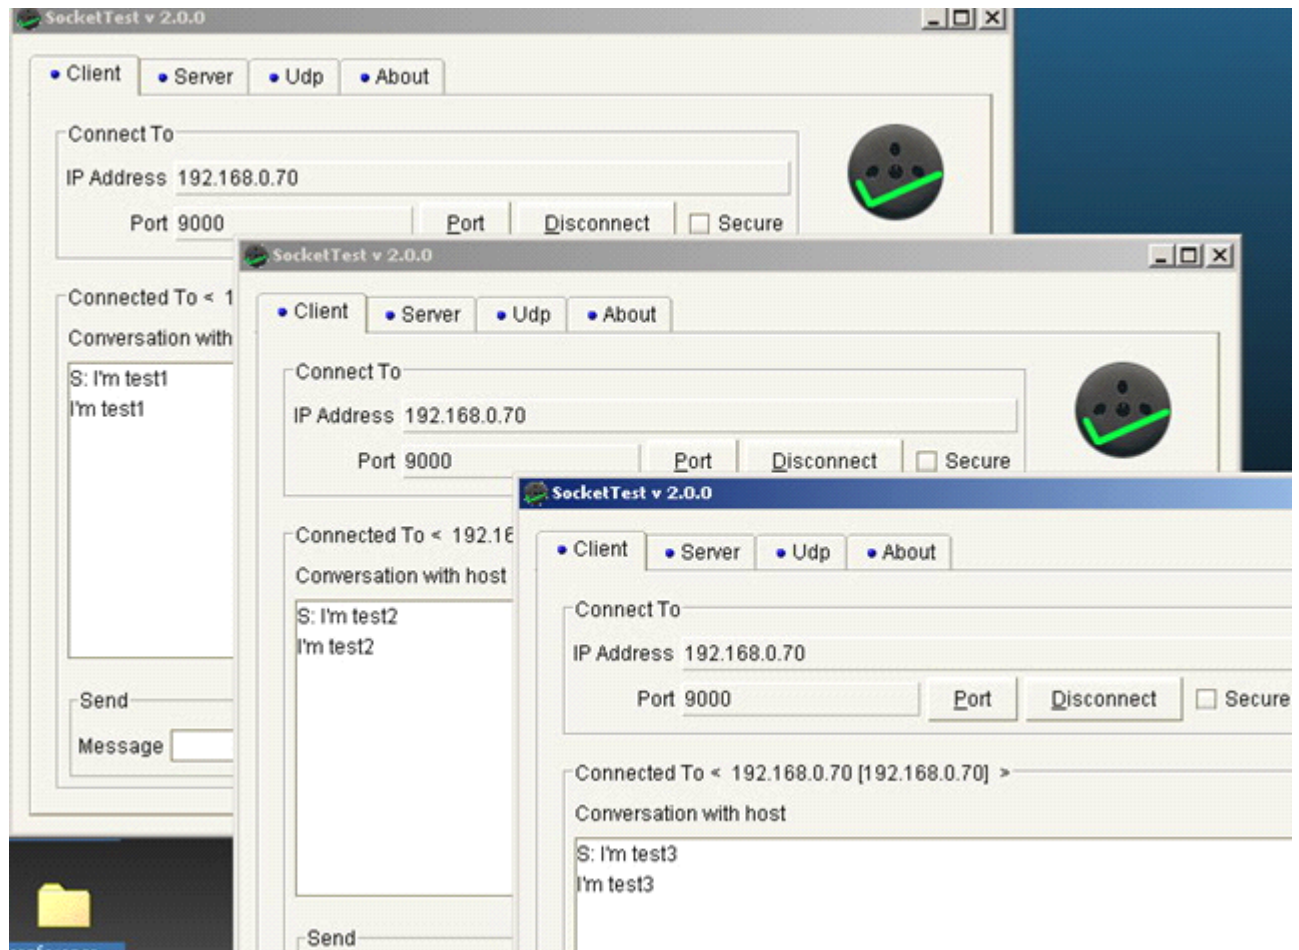 SocketTest v 2.0.0
Client Server Udp About
Connect To
IP Address 192.168.0.70
Port 9000 Port Disconnect Secure
Connected To < 1
Conversation with
S: I'm test1
I'm test1
Send
Message
SocketTest v 2.0.0
Client Server Udp About
Connect To
IP Address 192.168.0.70
Port 9000 Port Disconnect Secure
Connected To < 192.16
Conversation with host
S: I'm test2
I'm test2
Send
SocketTest v 2.0.0
Client Server Udp About
Connect To
IP Address 192.168.0.70
Port 9000 Port Disconnect Secure
Connected To < 192.168.0.70 [192.168.0.70] >
Conversation with host
S: I'm test3
I'm test3